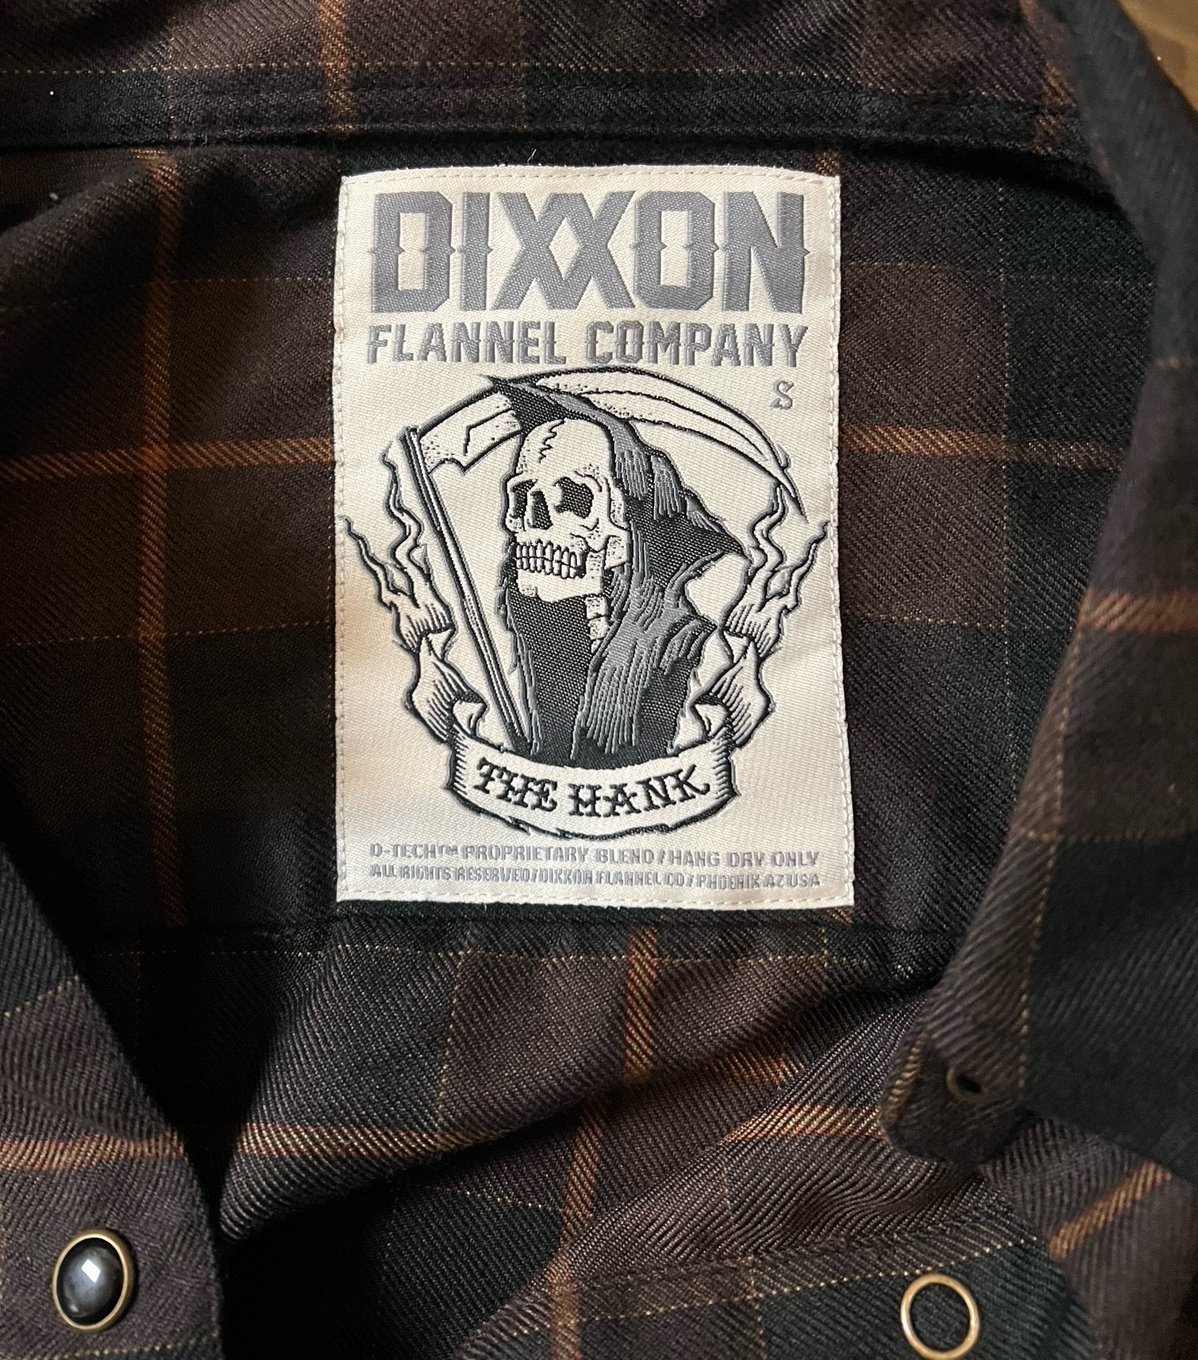 DIXXON
FLANNEL COMPANY
S
THE HANK
D-TECH™ PROPRIETARY BLEND / HANG DRY ONLY
ALL RIGHTS RESERVED / DIXXON FLANNEL CO / PHOENIX AZ USA